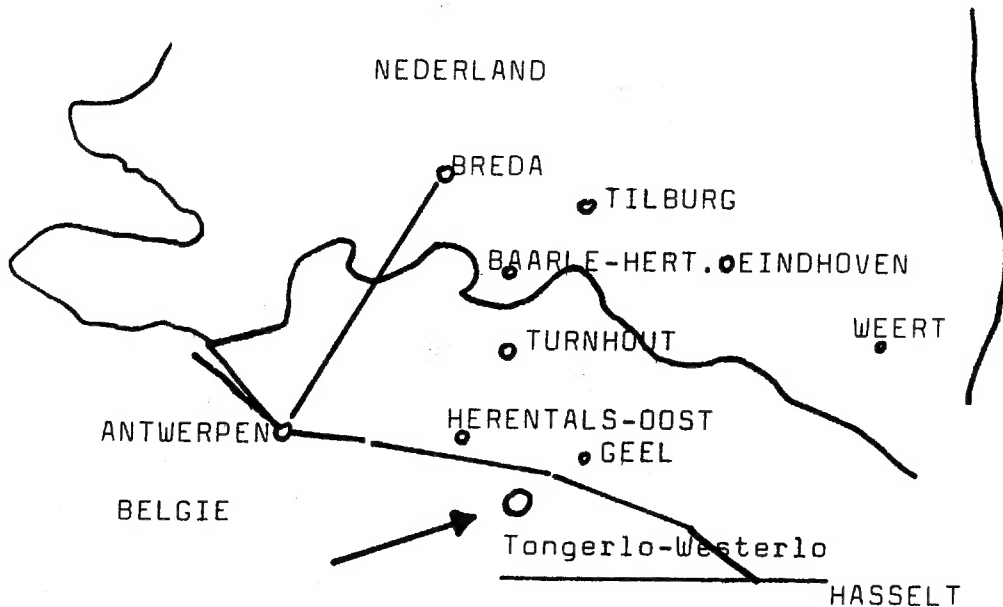 NEDERLAND
BREDA
TILBURG
BAARLE-HERT.
EINDHOVEN
WEERT
TURNHOUT
HERENTALS-OOST
ANTWERPEN
GEEL
BELGIE
Tongerlo-Westerlo
HASSELT